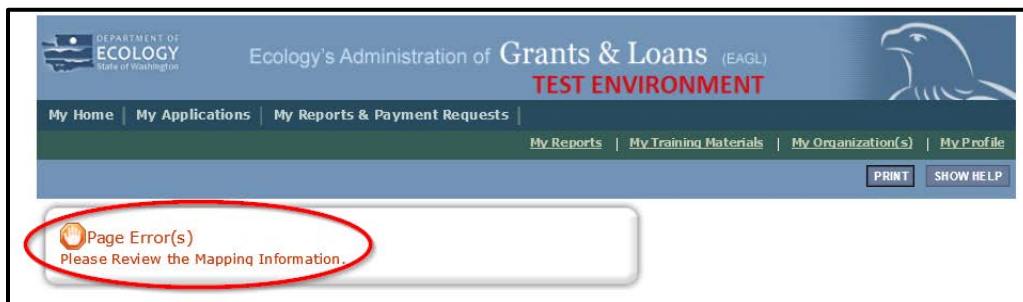 DEPARTMENT OF
ECOLOGY
State of Washington
Ecology's Administration of Grants & Loans (EAGL)
TEST ENVIRONMENT
My Home | My Applications | My Reports & Payment Requests |
My Reports | My Training Materials | My Organization(s) | My Profile
PRINT SHOW HELP
Page Error(s)
Please Review the Mapping Information.